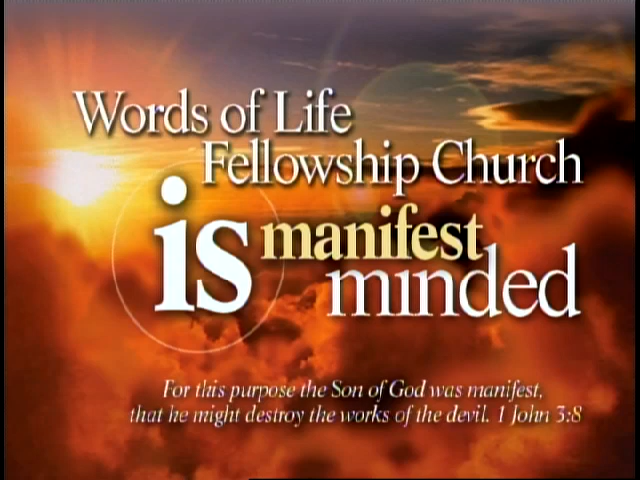 Words of Life
Fellowship Church
is manifest
minded
For this purpose the Son of God was manifest,
that he might destroy the works of the devil. 1 John 3:8